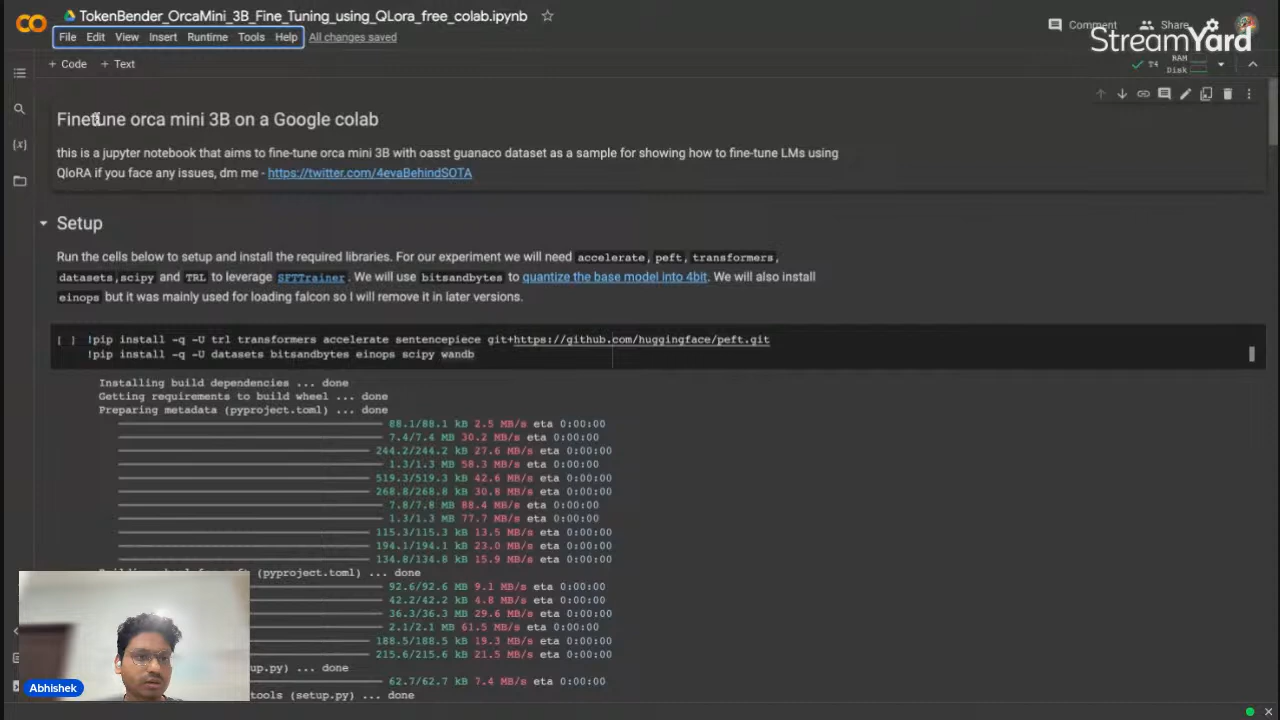 TokenBender_OrcaMini_3B_Fine_Tuning_using_QLora_free_colab.ipynb
File Edit View Insert Runtime Tools Help All changes saved
Comment Share
StreamYard
+ Code + Text
T4 RAM
Disk
Finetune orca mini 3B on a Google colab
this is a jupyter notebook that aims to fine-tune orca mini 3B with oasst guanaco dataset as a sample for showing how to fine-tune LMs using
QloRA if you face any issues, dm me - https://twitter.com/4evaBehindSOTA
Setup
Run the cells below to setup and install the required libraries. For our experiment we will need accelerate, peft, transformers,
datasets,scipy and TRL to leverage SFTTrainer. We will use bitsandbytes to quantize the base model into 4bit. We will also install
einops but it was mainly used for loading falcon so I will remove it in later versions.
[ ] !pip install -q -U trl transformers accelerate sentencepiece git+https://github.com/huggingface/peft.git
!pip install -q -U datasets bitsandbytes einops scipy wandb
Installing build dependencies ... done
Getting requirements to build wheel ... done
Preparing metadata (pyproject.toml) ... done
88.1/88.1 kB 2.5 MB/s eta 0:00:00
7.4/7.4 MB 30.2 MB/s eta 0:00:00
244.2/244.2 kB 27.6 MB/s eta 0:00:00
1.3/1.3 MB 58.3 MB/s eta 0:00:00
519.3/519.3 kB 42.6 MB/s eta 0:00:00
268.8/268.8 kB 30.8 MB/s eta 0:00:00
7.8/7.8 MB 88.4 MB/s eta 0:00:00
1.3/1.3 MB 77.7 MB/s eta 0:00:00
115.3/115.3 kB 13.5 MB/s eta 0:00:00
194.1/194.1 kB 23.0 MB/s eta 0:00:00
134.8/134.8 kB 15.9 MB/s eta 0:00:00
(pyproject.toml) ... done
92.6/92.6 MB 9.1 MB/s eta 0:00:00
42.2/42.2 kB 4.8 MB/s eta 0:00:00
36.3/36.3 MB 29.6 MB/s eta 0:00:00
2.1/2.1 MB 61.5 MB/s eta 0:00:00
188.5/188.5 kB 19.3 MB/s eta 0:00:00
215.6/215.6 kB 21.5 MB/s eta 0:00:00
up.py) ... done
62.7/62.7 kB 7.4 MB/s eta 0:00:00
tools (setup.py) ... done
Abhishek